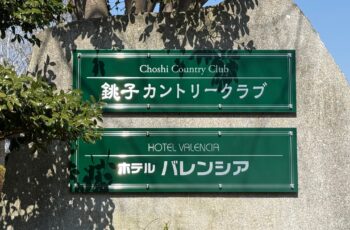 Choshi Country Club
銚子カントリークラブ
HOTEL VALENCIA
ホテル バレンシア